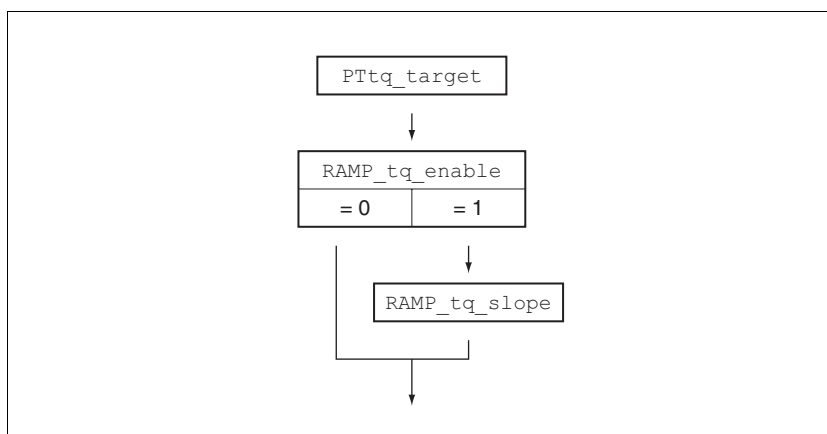 PTtq_target
RAMP_tq_enable
= 0
= 1
RAMP_tq_slope